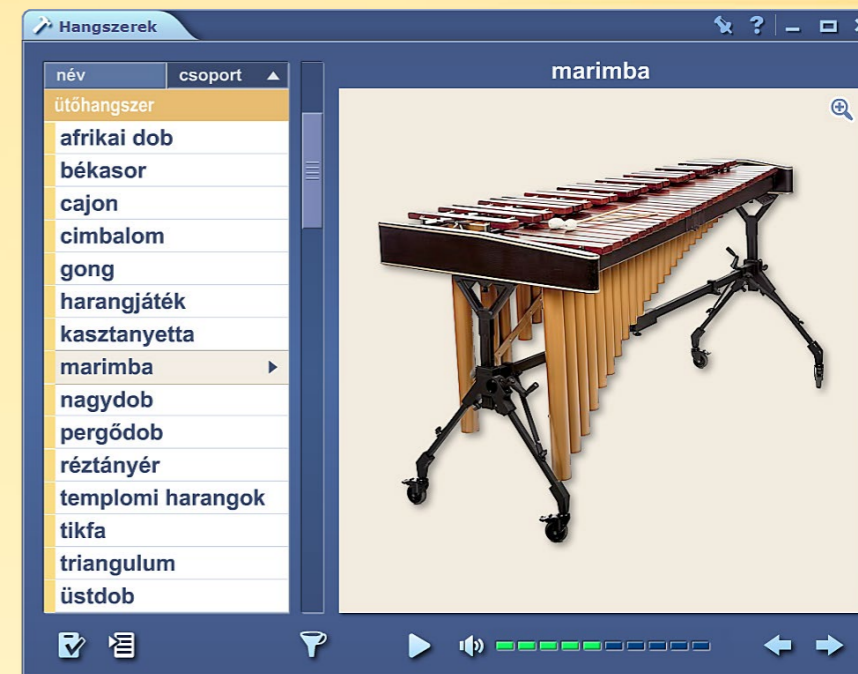 Hangszerek
név csoport
ütőhangszer
afrikai dob
békasor
cajon
cimbalom
gong
harangjáték
kasztanyetta
marimba
nagydob
pergődob
réztányér
templomi harangok
tikfa
triangulum
üstdob
marimba